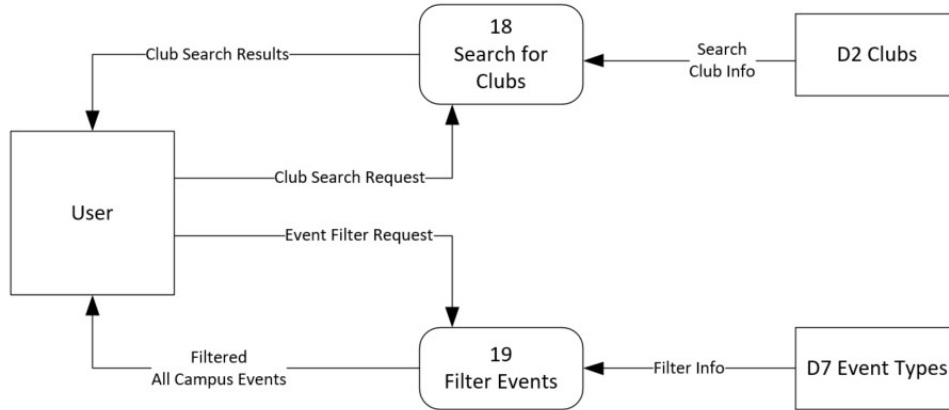 18
Search for
Clubs
Club Search Results
Search
Club Info
D2 Clubs
Club Search Request
User
Event Filter Request
19
Filter Events
Filtered
All Campus Events
Filter Info
D7 Event Types